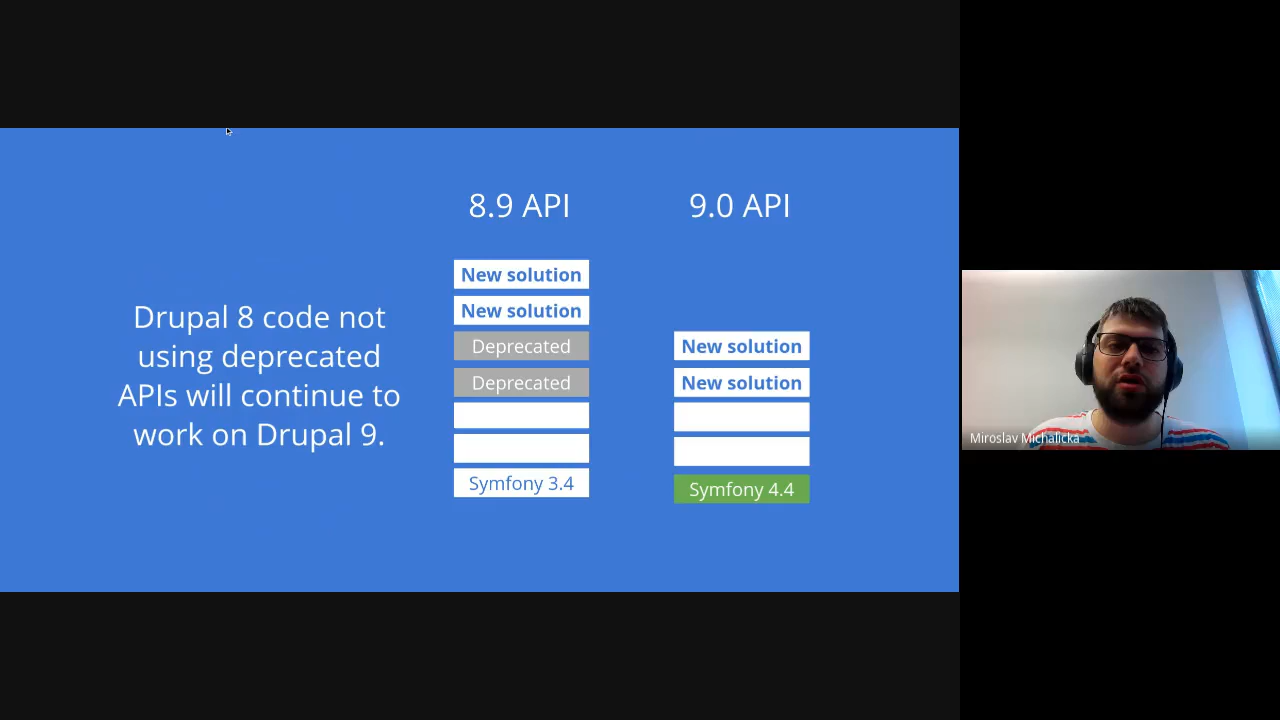 Drupal 8 code not
using deprecated
APIs will continue to
work on Drupal 9.
8.9 API
New solution
New solution
Deprecated
Deprecated
Symfony 3.4
9.0 API
New solution
New solution
Symfony 4.4
Miroslav Michalicka